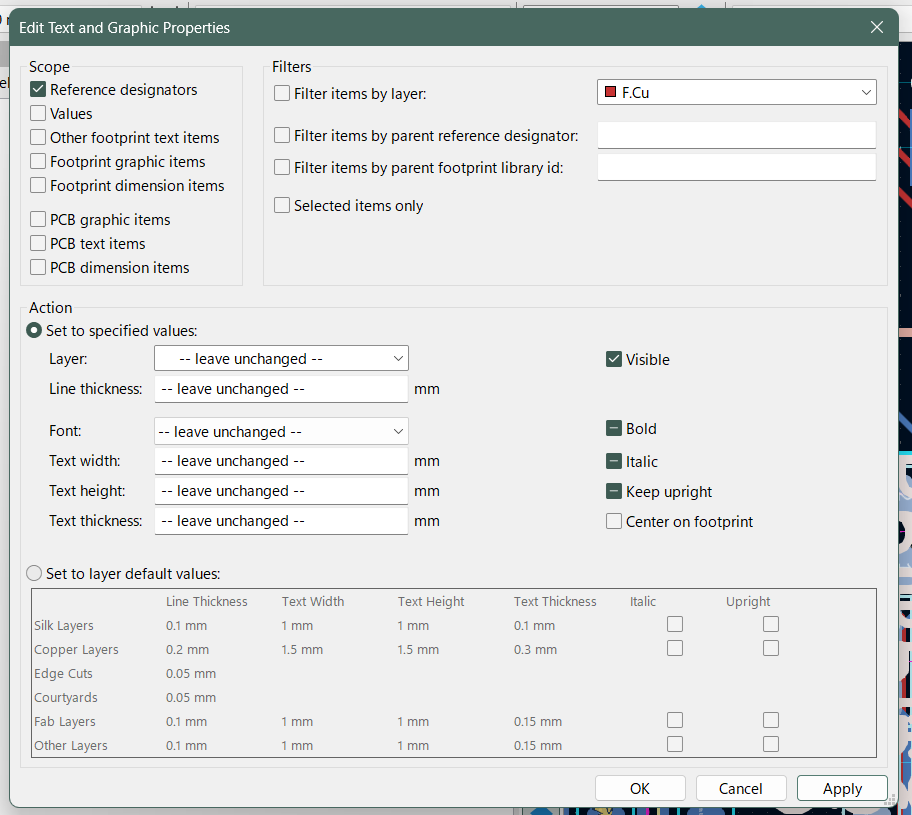 Edit Text and Graphic Properties
Scope
Reference designators
Values
Other footprint text items
Footprint graphic items
Footprint dimension items
PCB graphic items
PCB text items
PCB dimension items
Filters
Filter items by layer:
F.Cu
Filter items by parent reference designator:
Filter items by parent footprint library id:
Selected items only
Action
Set to specified values:
Layer: -- leave unchanged --
Visible
Line thickness: -- leave unchanged -- mm
Font: -- leave unchanged --
Bold
Text width: -- leave unchanged -- mm
Italic
Text height: -- leave unchanged -- mm
Keep upright
Text thickness: -- leave unchanged -- mm
Center on footprint
Set to layer default values:
Line Thickness Text Width Text Height Text Thickness Italic Upright
Silk Layers 0.1 mm 1 mm 1 mm 0.1 mm
Copper Layers 0.2 mm 1.5 mm 1.5 mm 0.3 mm
Edge Cuts 0.05 mm
Courtyards 0.05 mm
Fab Layers 0.1 mm 1 mm 1 mm 0.15 mm
Other Layers 0.1 mm 1 mm 1 mm 0.15 mm
OK Cancel Apply